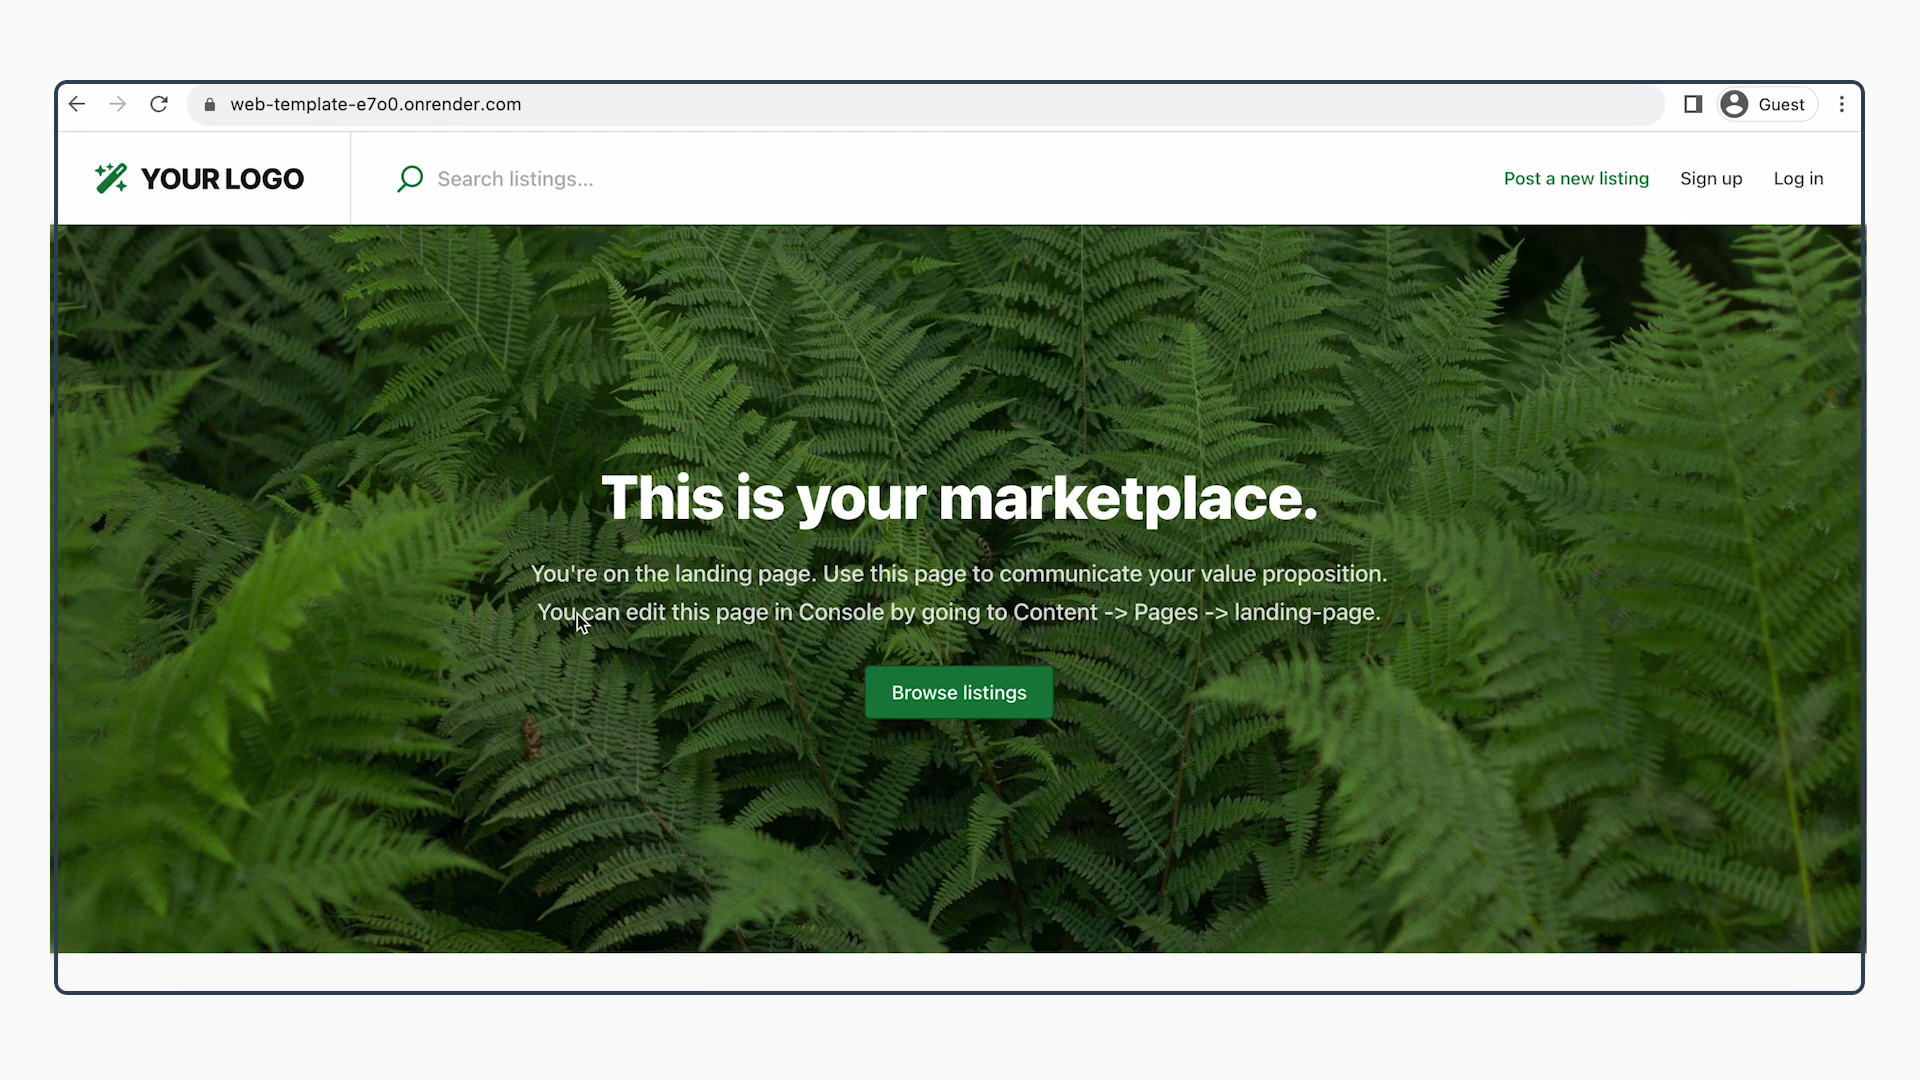 web-template-e7o0.onrender.com
Guest
YOUR LOGO
Search listings...
Post a new listing
Sign up
Log in
This is your marketplace.
You're on the landing page. Use this page to communicate your value proposition.
You can edit this page in Console by going to Content -> Pages -> landing-page.
Browse listings